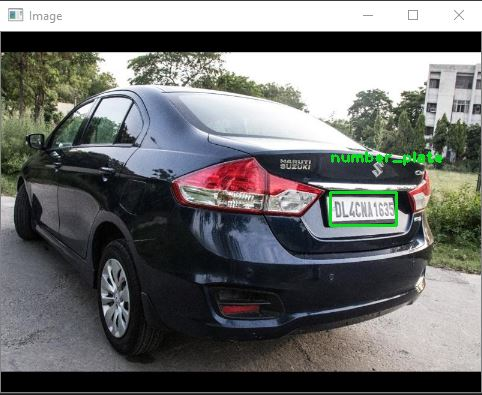 Image
number_plate
MARUTI
SUZUKI
DL4CNA1635